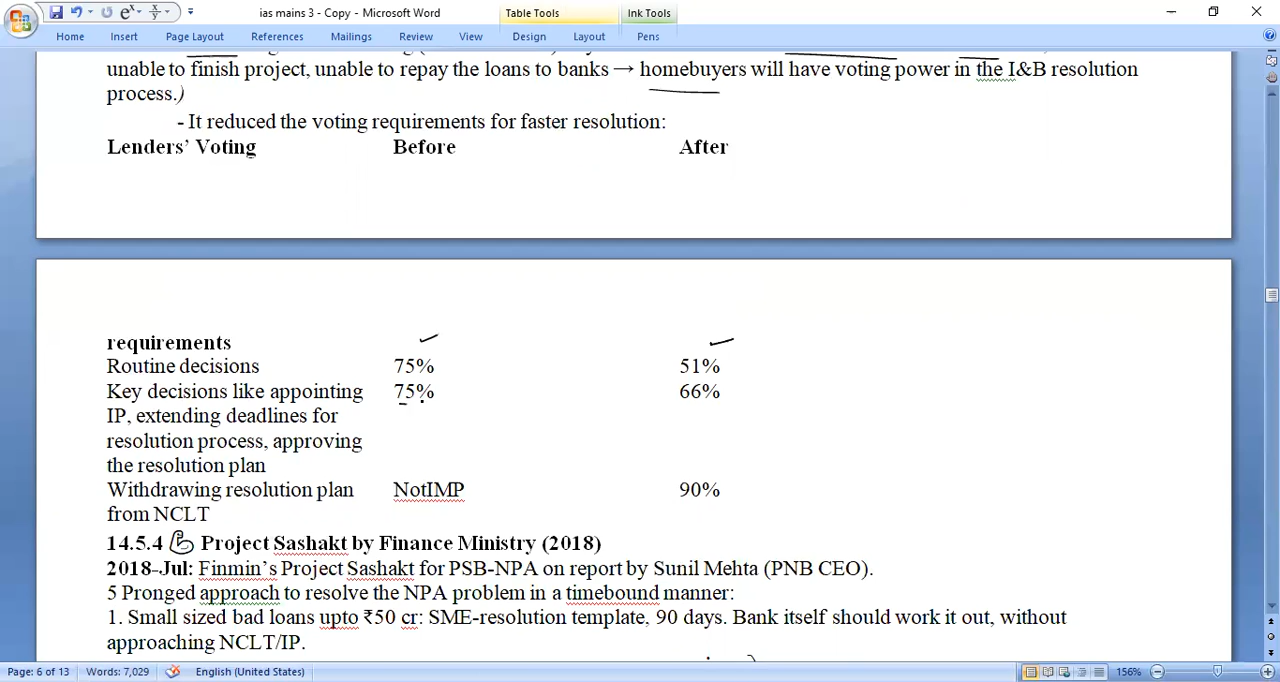 ias mains 3 - Copy - Microsoft Word
Table Tools
Ink Tools
Home Insert Page Layout References Mailings Review View Design Layout Pens
unable to finish project, unable to repay the loans to banks → homebuyers will have voting power in the I&B resolution
process.)
- It reduced the voting requirements for faster resolution:
Lenders’ Voting Before After
requirements
Routine decisions 75% 51%
Key decisions like appointing 75% 66%
IP, extending deadlines for
resolution process, approving
the resolution plan
Withdrawing resolution plan NotIMP 90%
from NCLT
14.5.4 Project Sashakt by Finance Ministry (2018)
2018-Jul: Finmin’s Project Sashakt for PSB-NPA on report by Sunil Mehta (PNB CEO).
5 Pronged approach to resolve the NPA problem in a timebound manner:
1. Small sized bad loans upto ₹50 cr: SME-resolution template, 90 days. Bank itself should work it out, without
approaching NCLT/IP.
Page: 6 of 13 Words: 7,029 English (United States) 156%